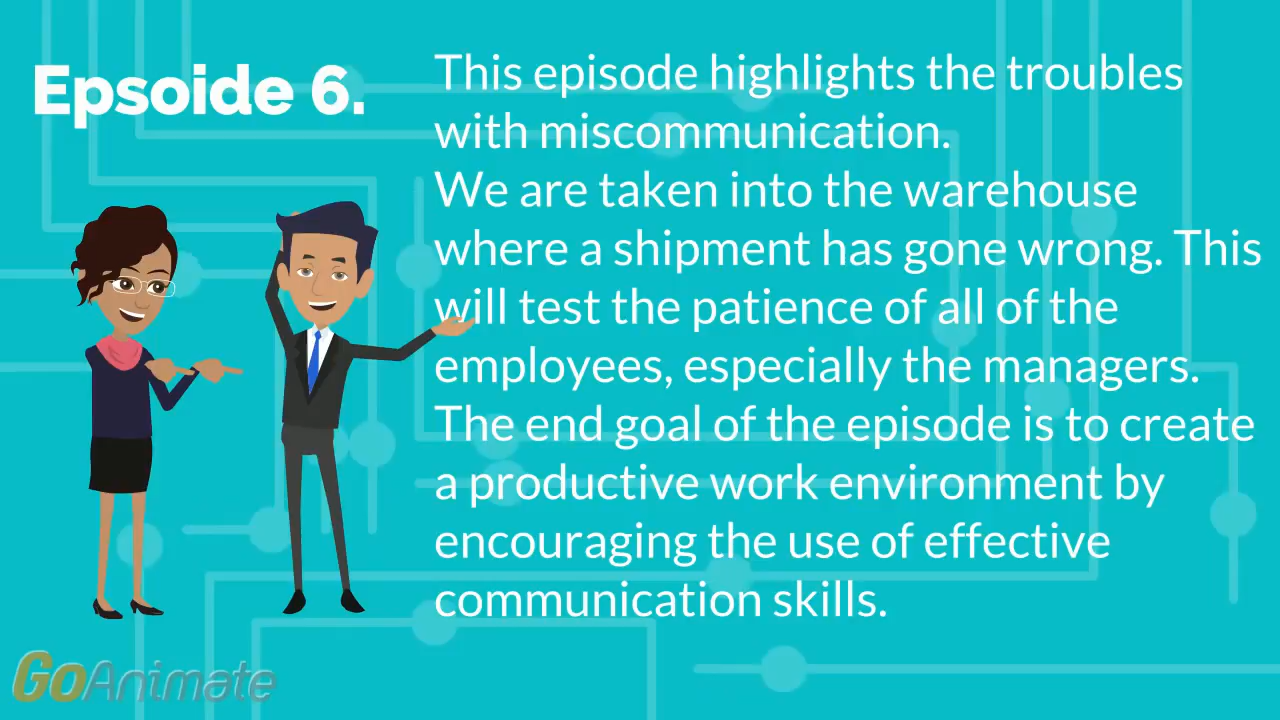 Epsoide 6.
This episode highlights the troubles
with miscommunication.
We are taken into the warehouse
where a shipment has gone wrong. This
will test the patience of all of the
employees, especially the managers.
The end goal of the episode is to create
a productive work environment by
encouraging the use of effective
communication skills.
GoAnimate